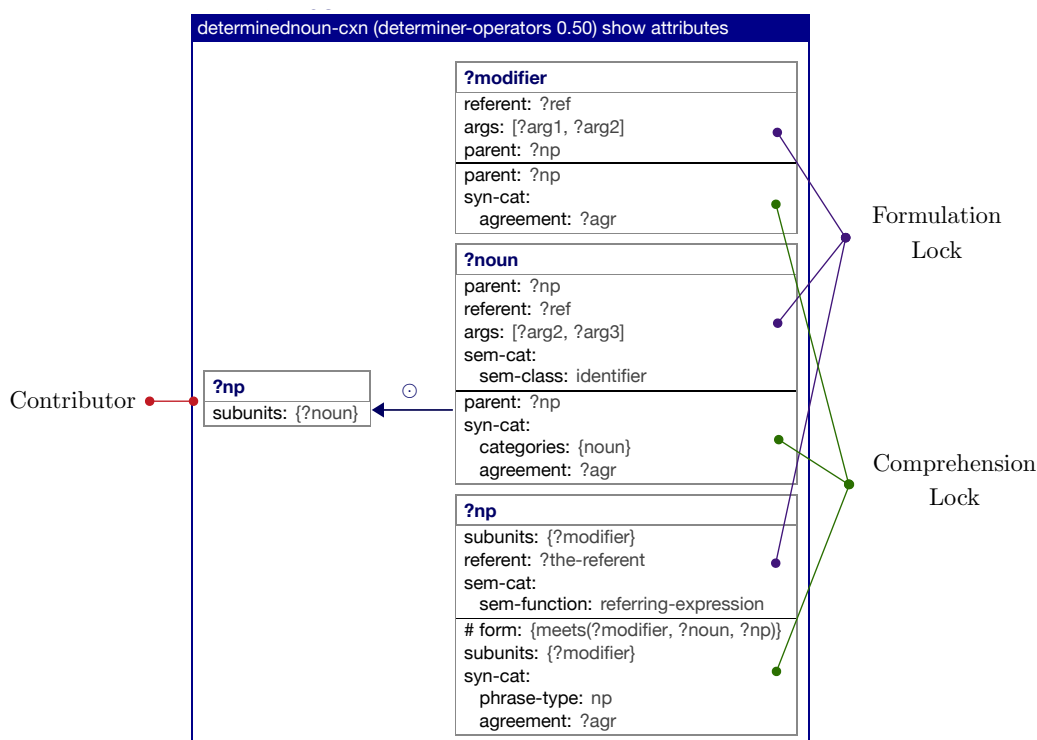 determinednoun-cxn (determiner-operators 0.50) show attributes
?modifier
referent: ?ref
args: [?arg1, ?arg2]
parent: ?np
parent: ?np
syn-cat:
agreement: ?agr
?noun
parent: ?np
referent: ?ref
args: [?arg2, ?arg3]
sem-cat:
sem-class: identifier
parent: ?np
syn-cat:
categories: {noun}
agreement: ?agr
?np
subunits: {?modifier}
referent: ?the-referent
sem-cat:
sem-function: referring-expression
# form: {meets(?modifier, ?noun, ?np)}
subunits: {?modifier}
syn-cat:
phrase-type: np
agreement: ?agr
Contributor
?np
subunits: {?noun}
⊙
Formulation
Lock
Comprehension
Lock